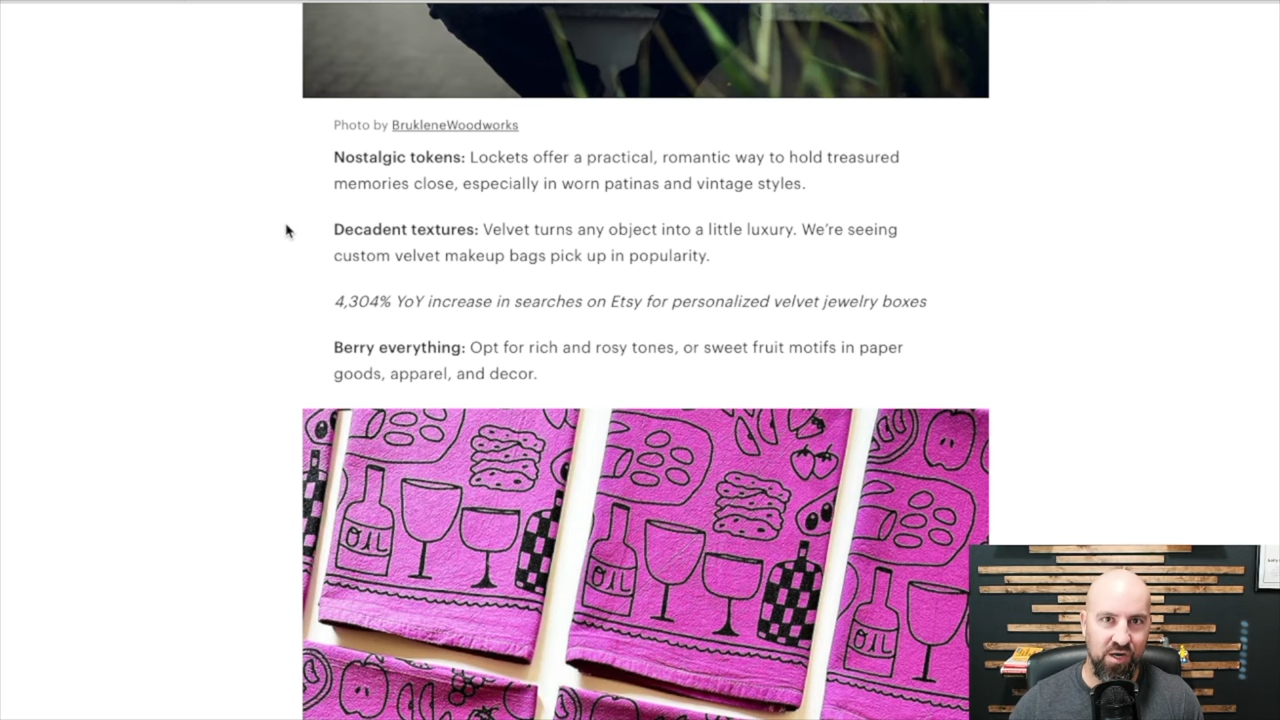 Photo by BrukleneWoodworks
Nostalgic tokens: Lockets offer a practical, romantic way to hold treasured
memories close, especially in worn patinas and vintage styles.
Decadent textures: Velvet turns any object into a little luxury. We're seeing
custom velvet makeup bags pick up in popularity.
4,304% YoY increase in searches on Etsy for personalized velvet jewelry boxes
Berry everything: Opt for rich and rosy tones, or sweet fruit motifs in paper
goods, apparel, and decor.
OIL
OIL
OIL